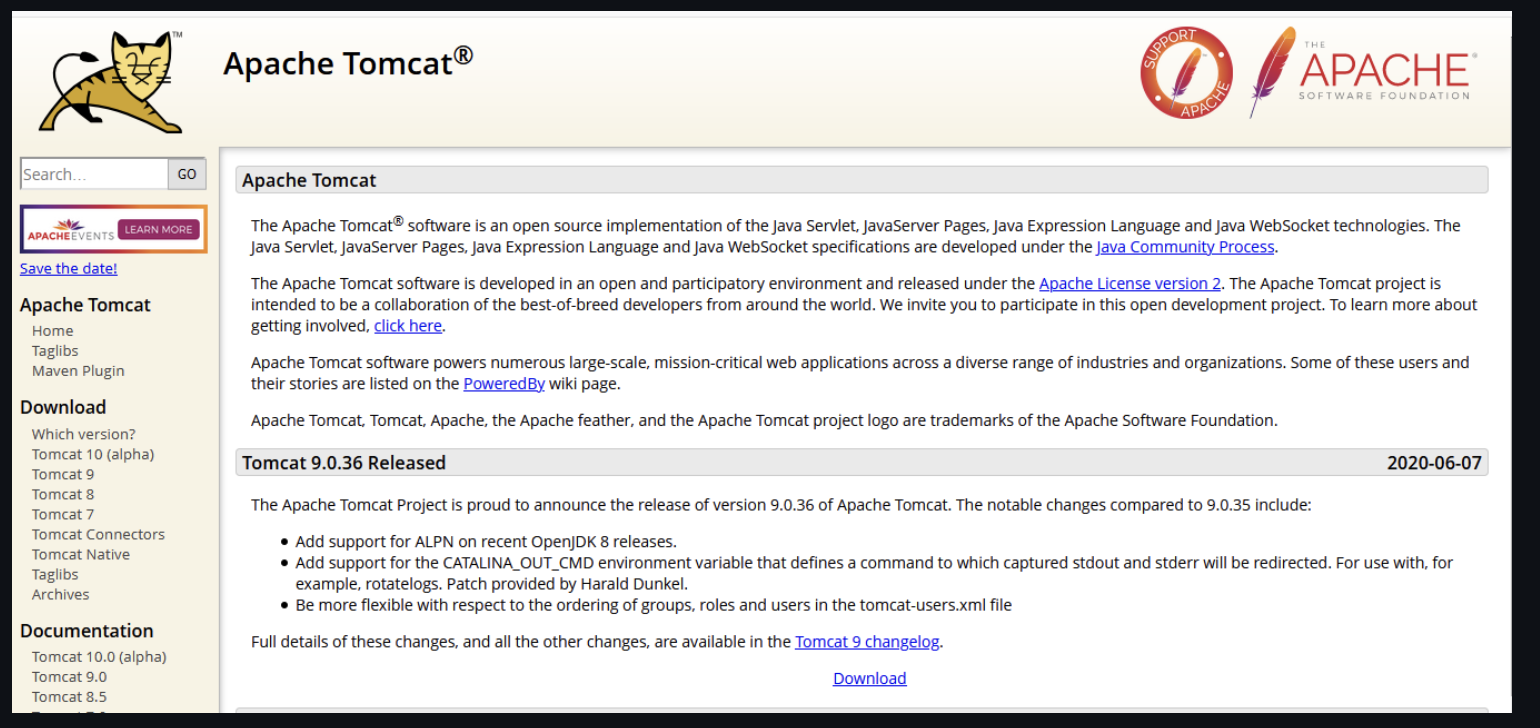 TM
Apache Tomcat®
SUPPORT
APACHE
THE
APACHE®
SOFTWARE FOUNDATION
Search...
GO
APACHEEVENTS LEARN MORE
Save the date!
Apache Tomcat
Home
Taglibs
Maven Plugin
Download
Which version?
Tomcat 10 (alpha)
Tomcat 9
Tomcat 8
Tomcat 7
Tomcat Connectors
Tomcat Native
Taglibs
Archives
Documentation
Tomcat 10.0 (alpha)
Tomcat 9.0
Tomcat 8.5
Apache Tomcat
The Apache Tomcat® software is an open source implementation of the Java Servlet, JavaServer Pages, Java Expression Language and Java WebSocket technologies. The
Java Servlet, JavaServer Pages, Java Expression Language and Java WebSocket specifications are developed under the Java Community Process.
The Apache Tomcat software is developed in an open and participatory environment and released under the Apache License version 2. The Apache Tomcat project is
intended to be a collaboration of the best-of-breed developers from around the world. We invite you to participate in this open development project. To learn more about
getting involved, click here.
Apache Tomcat software powers numerous large-scale, mission-critical web applications across a diverse range of industries and organizations. Some of these users and
their stories are listed on the PoweredBy wiki page.
Apache Tomcat, Tomcat, Apache, the Apache feather, and the Apache Tomcat project logo are trademarks of the Apache Software Foundation.
Tomcat 9.0.36 Released 2020-06-07
The Apache Tomcat Project is proud to announce the release of version 9.0.36 of Apache Tomcat. The notable changes compared to 9.0.35 include:
• Add support for ALPN on recent OpenJDK 8 releases.
• Add support for the CATALINA_OUT_CMD environment variable that defines a command to which captured stdout and stderr will be redirected. For use with, for
example, rotatelogs. Patch provided by Harald Dunkel.
• Be more flexible with respect to the ordering of groups, roles and users in the tomcat-users.xml file
Full details of these changes, and all the other changes, are available in the Tomcat 9 changelog.
Download